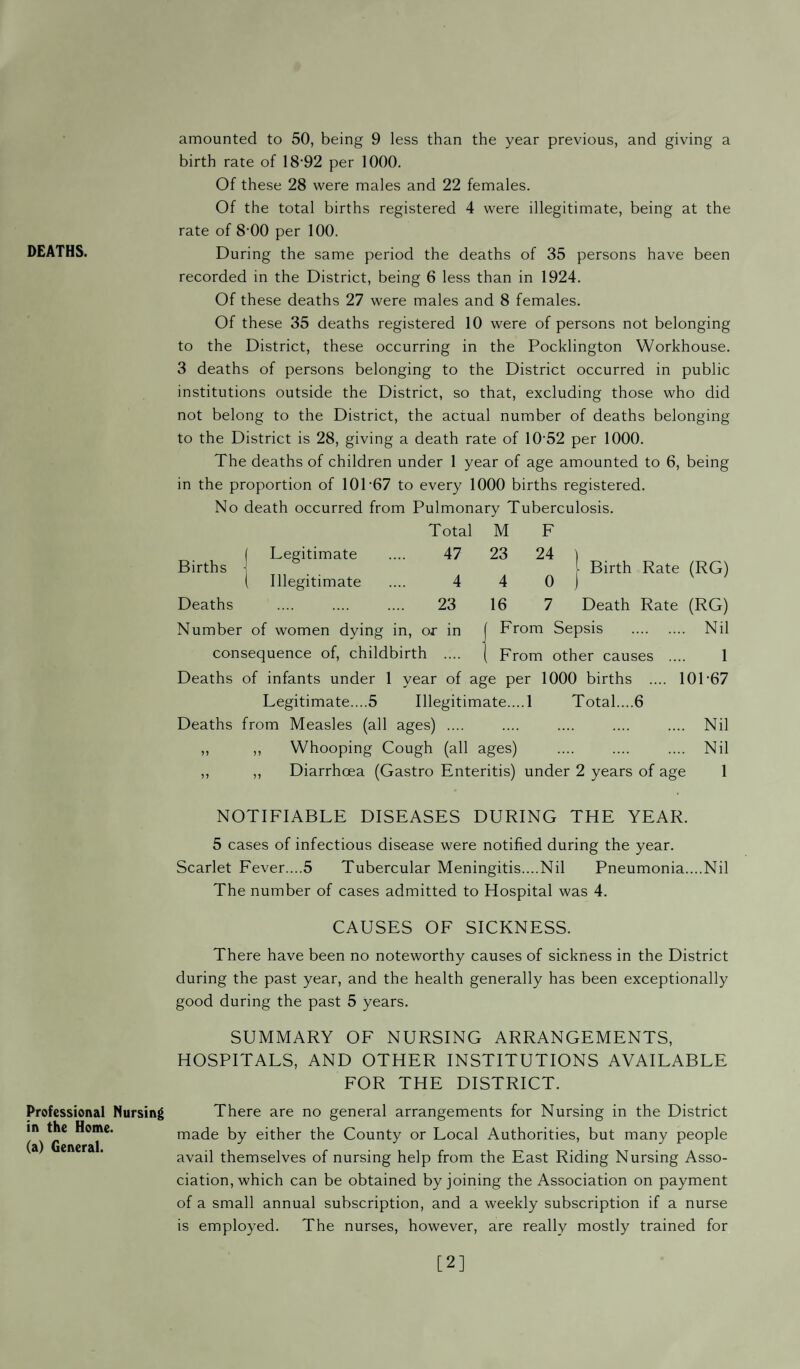 amounted to 50, being 9 less than the year previous, and giving a
birth rate of 18·92 per 1000.
Of these 28 were males and 22 females.
Of the total births registered 4 were illegitimate, being at the
rate of 8·00 per 100.
DEATHS.
During the same period the deaths of 35 persons have been
recorded in the District, being 6 less than in 1924.
Of these deaths 27 were males and 8 females.
Of these 35 deaths registered 10 were of persons not belonging
to the District, these occurring in the Pocklington Workhouse.
3 deaths of persons belonging to the District occurred in public
institutions outside the District, so that, excluding those who did
not belong to the District, the actual number of deaths belonging
to the District is 28, giving a death rate of 10·52 per 1000.
The deaths of children under 1 year of age amounted to 6, being
in the proportion of 101·67 to every 1000 births registered.
No death occurred from Pulmonary Tuberculosis.
Total M F
Births { Legitimate .... 47 23 24 } Birth Rate (RG)
Illegitimate .... 4 4 0
Deaths .... .... .... 23 16 7 Death Rate (RG)
Number of women dying in, or in { From Sepsis .... .... Nil
consequence of, childbirth .... { From other causes .... 1
Deaths of infants under 1 year of age per 1000 births .... 101·67
Legitimate....5 Illegitimate....1 Total....6
Deaths from Measles (all ages) .... .... .... .... .... Nil
,, ,, Whooping Cough (all ages) .... .... .... Nil
,, ,, Diarrhœa (Gastro Enteritis) under 2 years of age 1
NOTIFIABLE DISEASES DURING THE YEAR.
5 cases of infectious disease were notified during the year.
Scarlet Fever....5 Tubercular Meningitis....Nil Pneumonia....Nil
The number of cases admitted to Hospital was 4.
CAUSES OF SICKNESS.
There have been no noteworthy causes of sickness in the District
during the past year, and the health generally has been exceptionally
good during the past 5 years.
SUMMARY OF NURSING ARRANGEMENTS,
HOSPITALS, AND OTHER INSTITUTIONS AVAILABLE
FOR THE DISTRICT.
Professional Nursing
in the Home.
(a) General.
There are no general arrangements for Nursing in the District
made by either the County or Local Authorities, but many people
avail themselves of nursing help from the East Riding Nursing Asso-
ciation, which can be obtained by joining the Association on payment
of a small annual subscription, and a weekly subscription if a nurse
is employed. The nurses, however, are really mostly trained for
[2]